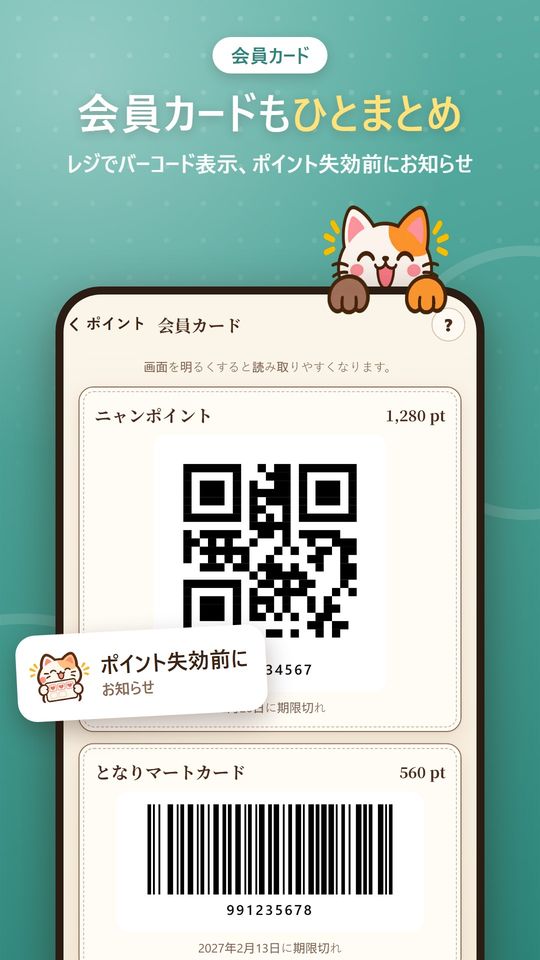 会員カード
会員カードもひとまとめ
レジでバーコード表示、ポイント失効前にお知らせ
ポイント 会員カード ?
画面を明るくすると読み取りやすくなります。
ニャンポイント 1,280 pt
34567
ポイント失効前に
お知らせ
日に期限切れ
となりマートカード 560 pt
991235678
2027年2月13日に期限切れ